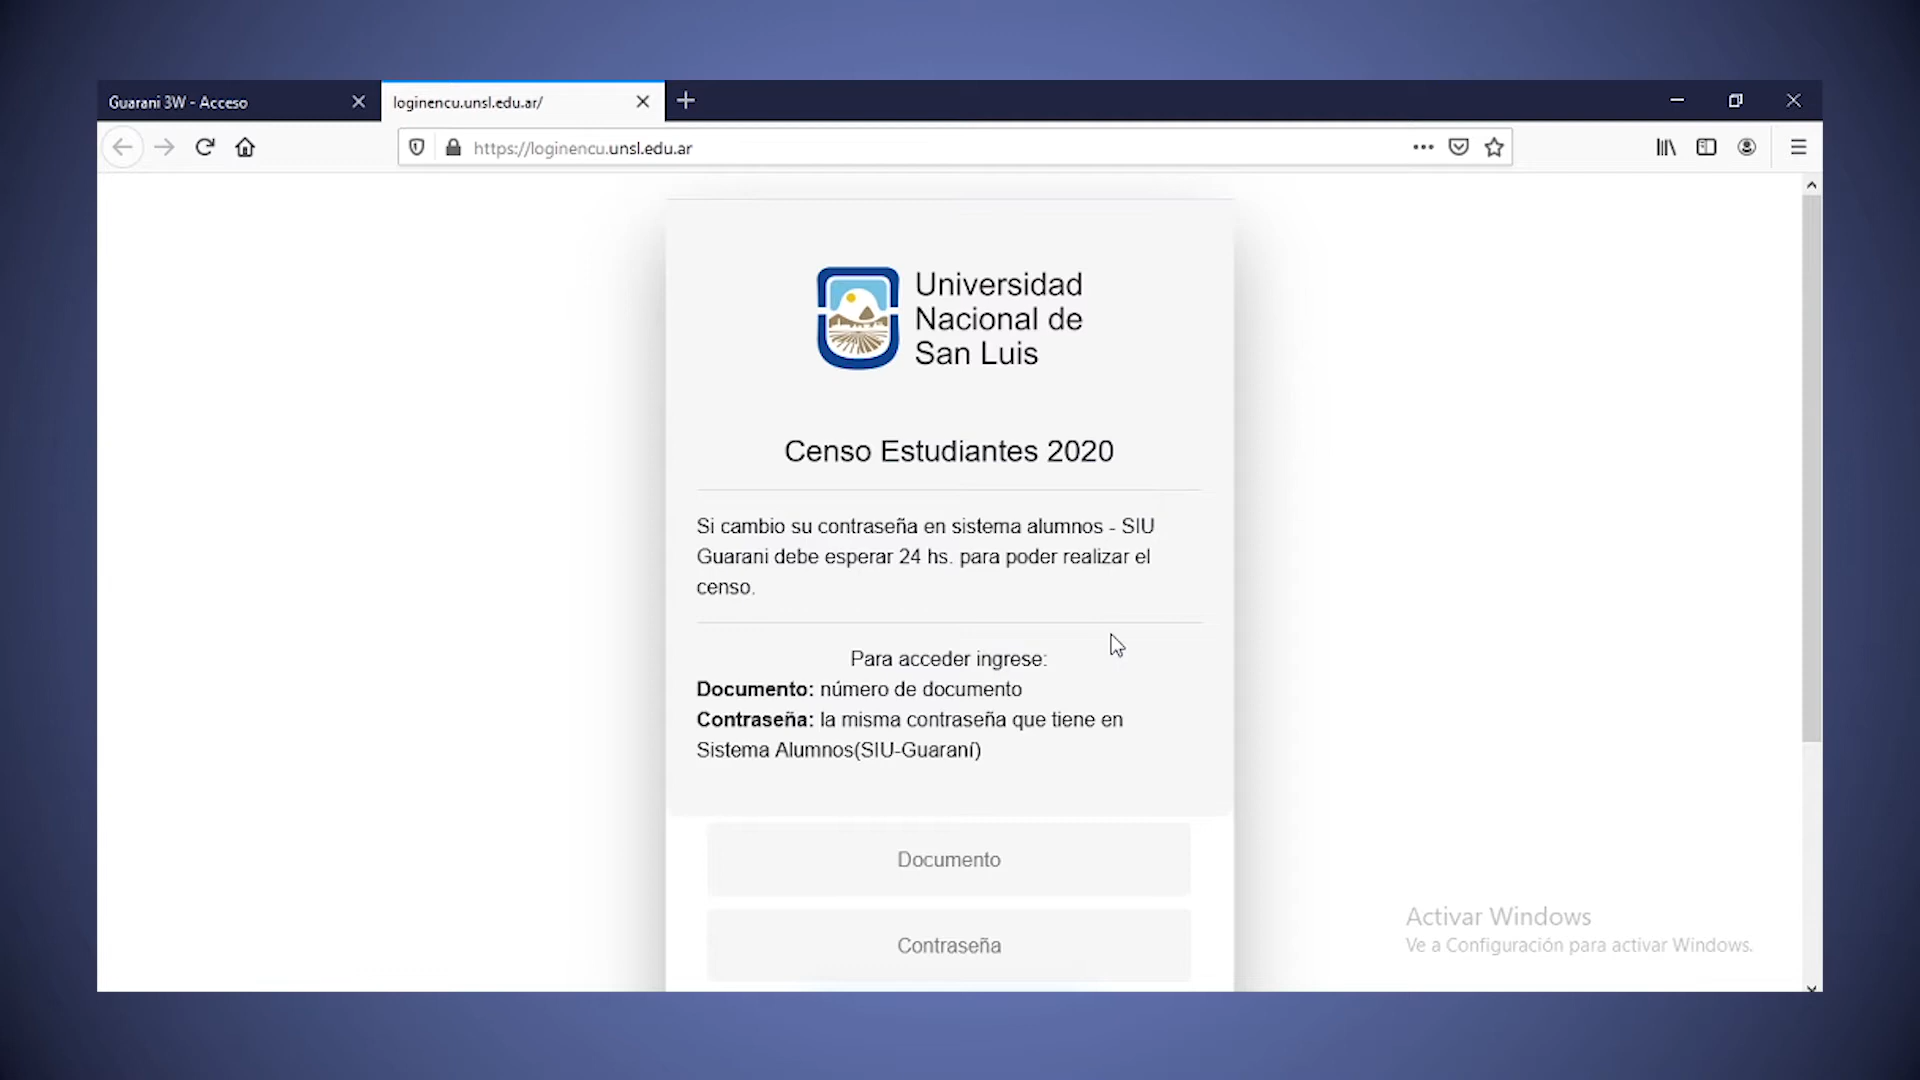 Guarani 3W - Acceso
loginencu.unsl.edu.ar/
https://loginencu.unsl.edu.ar
Universidad
Nacional de
San Luis
Censo Estudiantes 2020
Si cambio su contraseña en sistema alumnos - SIU
Guarani debe esperar 24 hs. para poder realizar el
censo.
Para acceder ingrese:
Documento: número de documento
Contraseña: la misma contraseña que tiene en
Sistema Alumnos(SIU-Guaraní)
Documento
Contraseña
Activar Windows
Ve a Configuración para activar Windows.